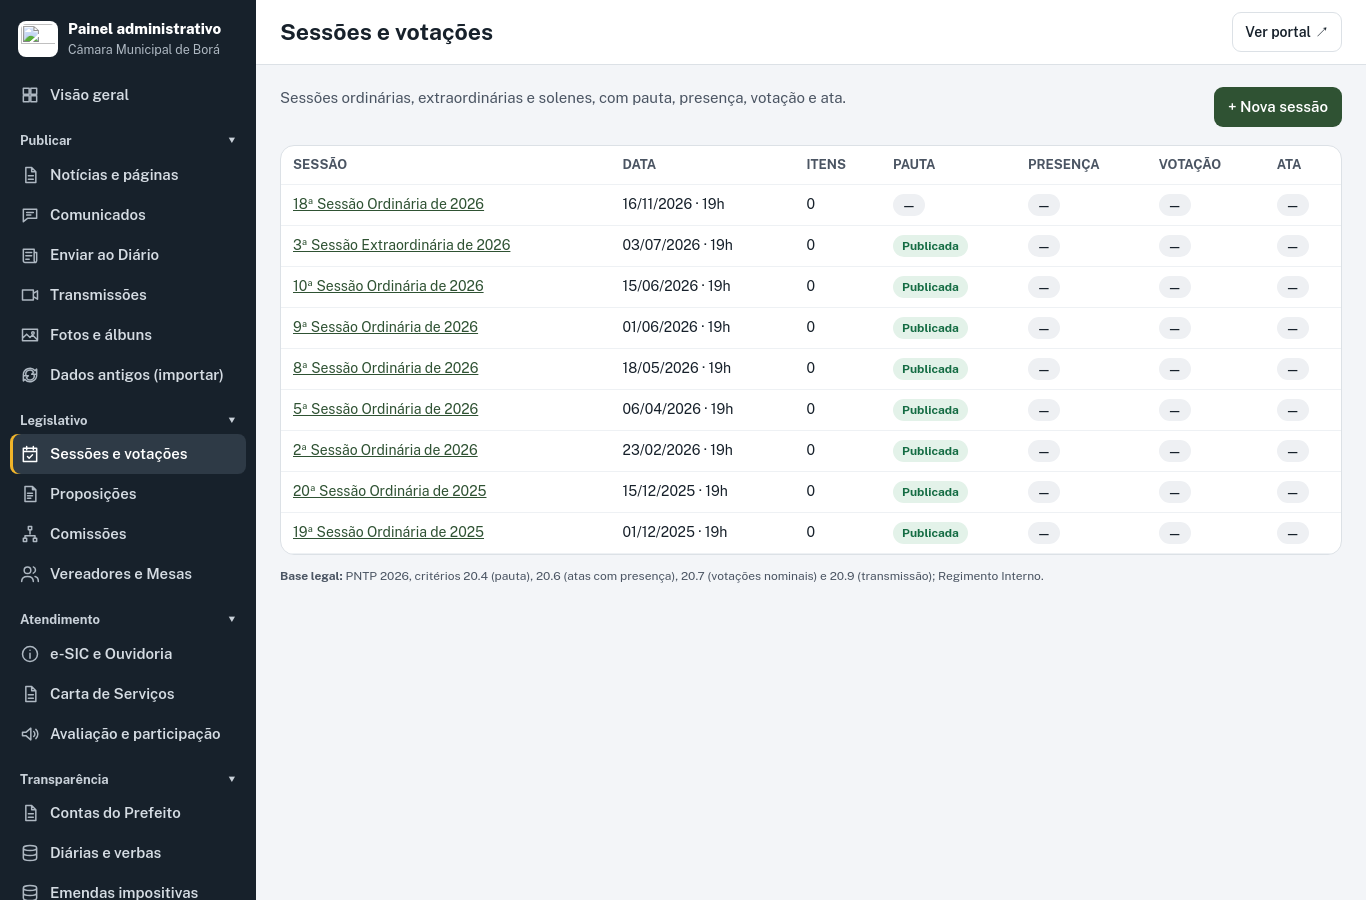 Painel administrativo
Câmara Municipal de Borá
Visão geral
Publicar ▼
Notícias e páginas
Comunicados
Enviar ao Diário
Transmissões
Fotos e álbuns
Dados antigos (importar)
Legislativo ▼
Sessões e votações
Proposições
Comissões
Vereadores e Mesas
Atendimento ▼
e-SIC e Ouvidoria
Carta de Serviços
Avaliação e participação
Transparência ▼
Contas do Prefeito
Diárias e verbas
Emendas impositivas
Sessões e votações
Ver portal ↗
Sessões ordinárias, extraordinárias e solenes, com pauta, presença, votação e ata.
+ Nova sessão
SESSÃO DATA ITENS PAUTA PRESENÇA VOTAÇÃO ATA
18ª Sessão Ordinária de 2026 16/11/2026 · 19h 0 — — — —
3ª Sessão Extraordinária de 2026 03/07/2026 · 19h 0 Publicada — — —
10ª Sessão Ordinária de 2026 15/06/2026 · 19h 0 Publicada — — —
9ª Sessão Ordinária de 2026 01/06/2026 · 19h 0 Publicada — — —
8ª Sessão Ordinária de 2026 18/05/2026 · 19h 0 Publicada — — —
5ª Sessão Ordinária de 2026 06/04/2026 · 19h 0 Publicada — — —
2ª Sessão Ordinária de 2026 23/02/2026 · 19h 0 Publicada — — —
20ª Sessão Ordinária de 2025 15/12/2025 · 19h 0 Publicada — — —
19ª Sessão Ordinária de 2025 01/12/2025 · 19h 0 Publicada — — —
Base legal: PNTP 2026, critérios 20.4 (pauta), 20.6 (atas com presença), 20.7 (votações nominais) e 20.9 (transmissão); Regimento Interno.